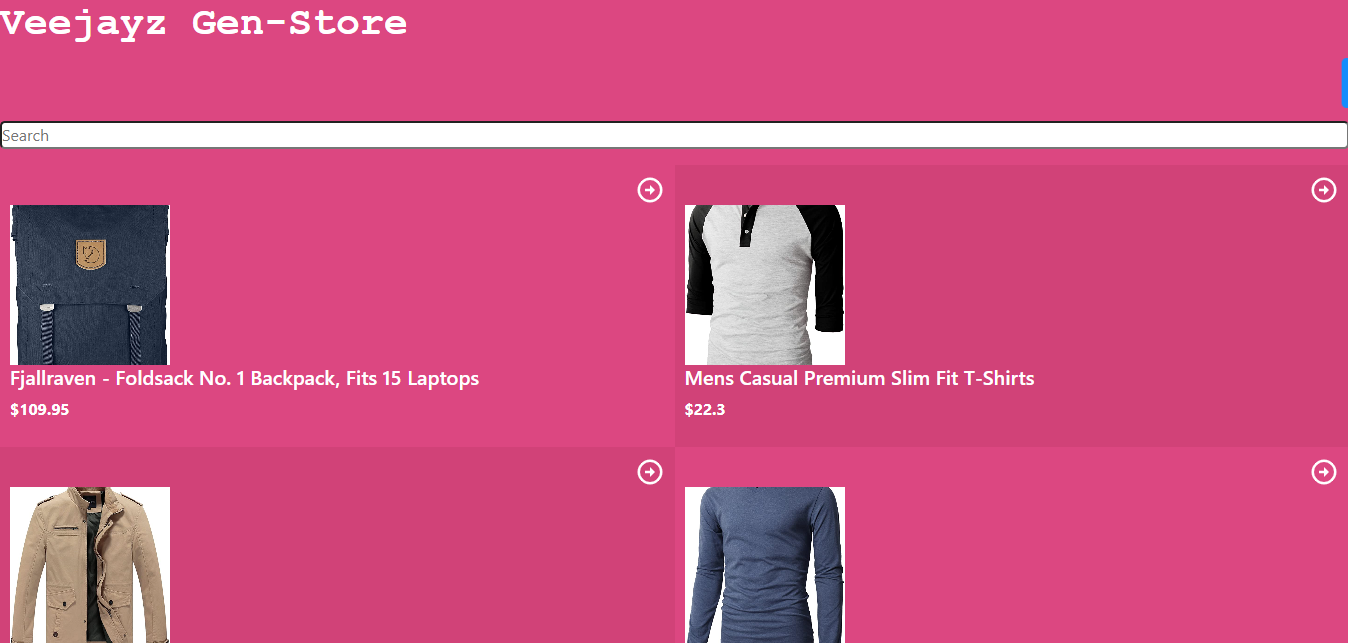 Veejayz Gen-Store
Search
Fjallraven - Foldsack No. 1 Backpack, Fits 15 Laptops
$109.95
Mens Casual Premium Slim Fit T-Shirts
$22.3